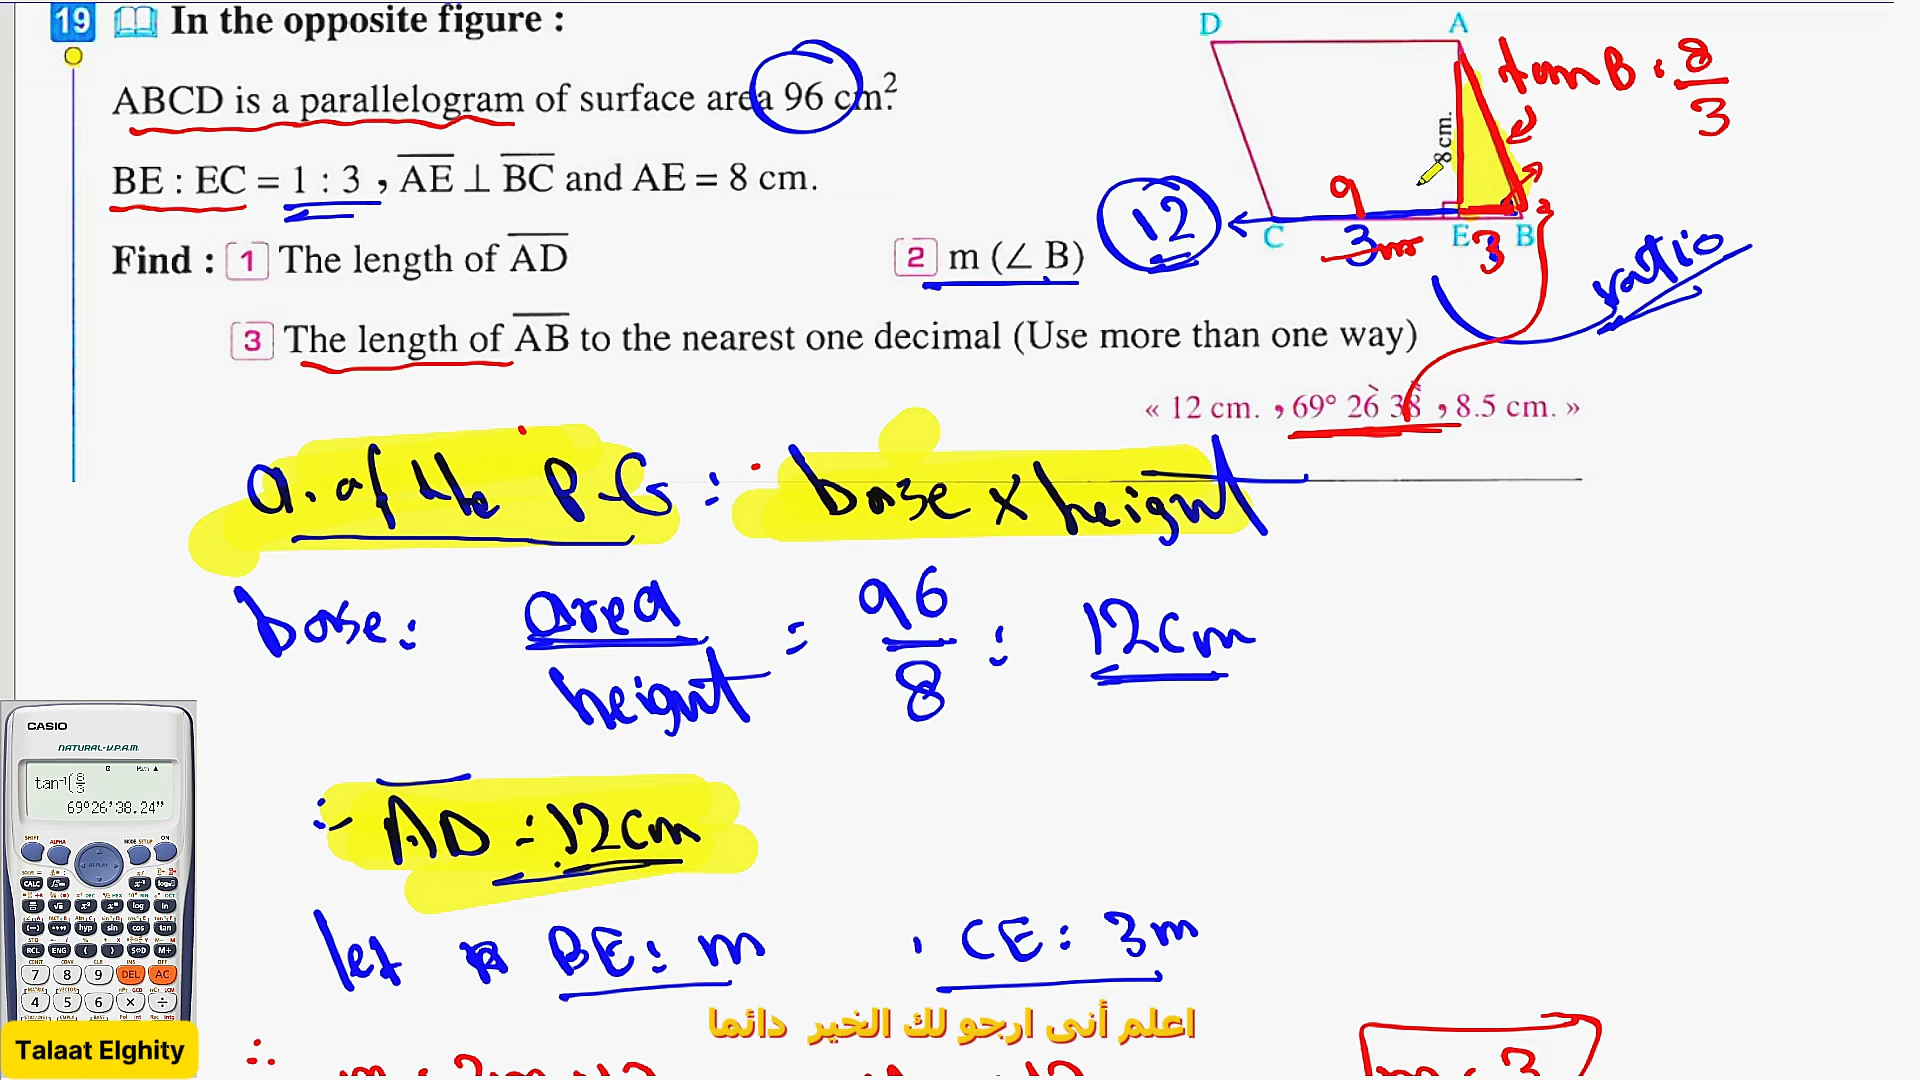 19 In the opposite figure :
ABCD is a parallelogram of surface area 96 cm².
BE : EC = 1 : 3 , AE ⊥ BC and AE = 8 cm.
Find : 1 The length of AD 2 m (∠ B)
3 The length of AB to the nearest one decimal (Use more than one way)
« 12 cm. , 69° 26 38 , 8.5 cm. »
D A
8 cm.
tan B = 8/3
9
12
C 3m E 3 B
ratio
a. of the P.G = base × height
base = area/height = 96/8 = 12cm
∴ AD = 12cm
let BE = m , CE = 3m
CASIO
NATURAL-V.P.A.M.
tan⁻¹(8/3
69°26'38.24"
اعلم أنى ارجو لك الخير دائما
Talaat Elghity